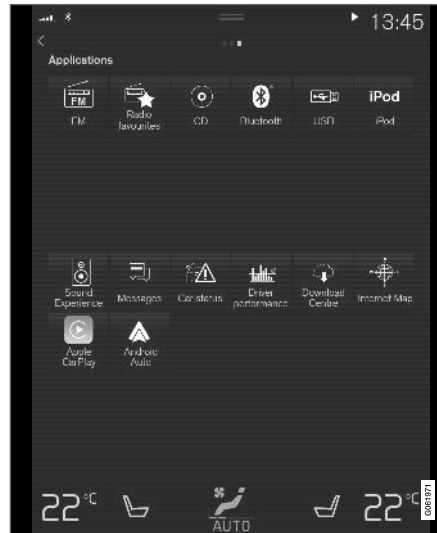 13:45
Applications
FM
iPod
FM
Radio
favourites
CD
Bluetooth
USB
iPod
Sound
Experience
Messages
Car status
Driver
performance
Download
Centre
Internet Map
Apple
CarPlay
Android
Auto
22°C
AUTO
22°C
G061971